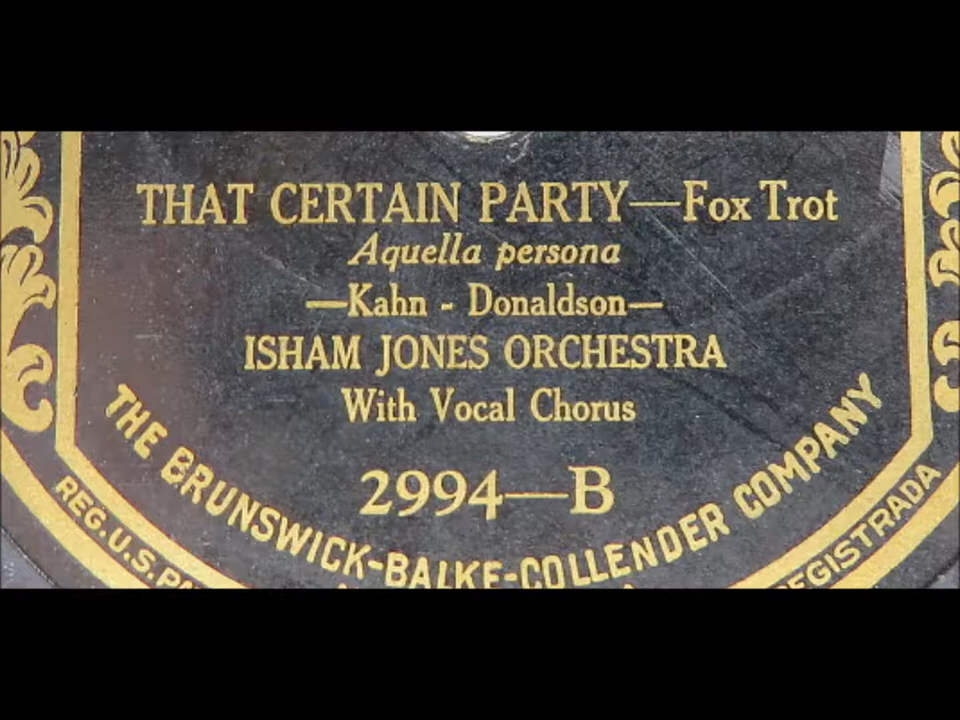 THAT CERTAIN PARTY—Fox Trot
Aquella persona
—Kahn - Donaldson—
ISHAM JONES ORCHESTRA
With Vocal Chorus
2994—B
THE BRUNSWICK-BALKE-COLLENDER COMPANY
REG.U.S.
REGISTRADA